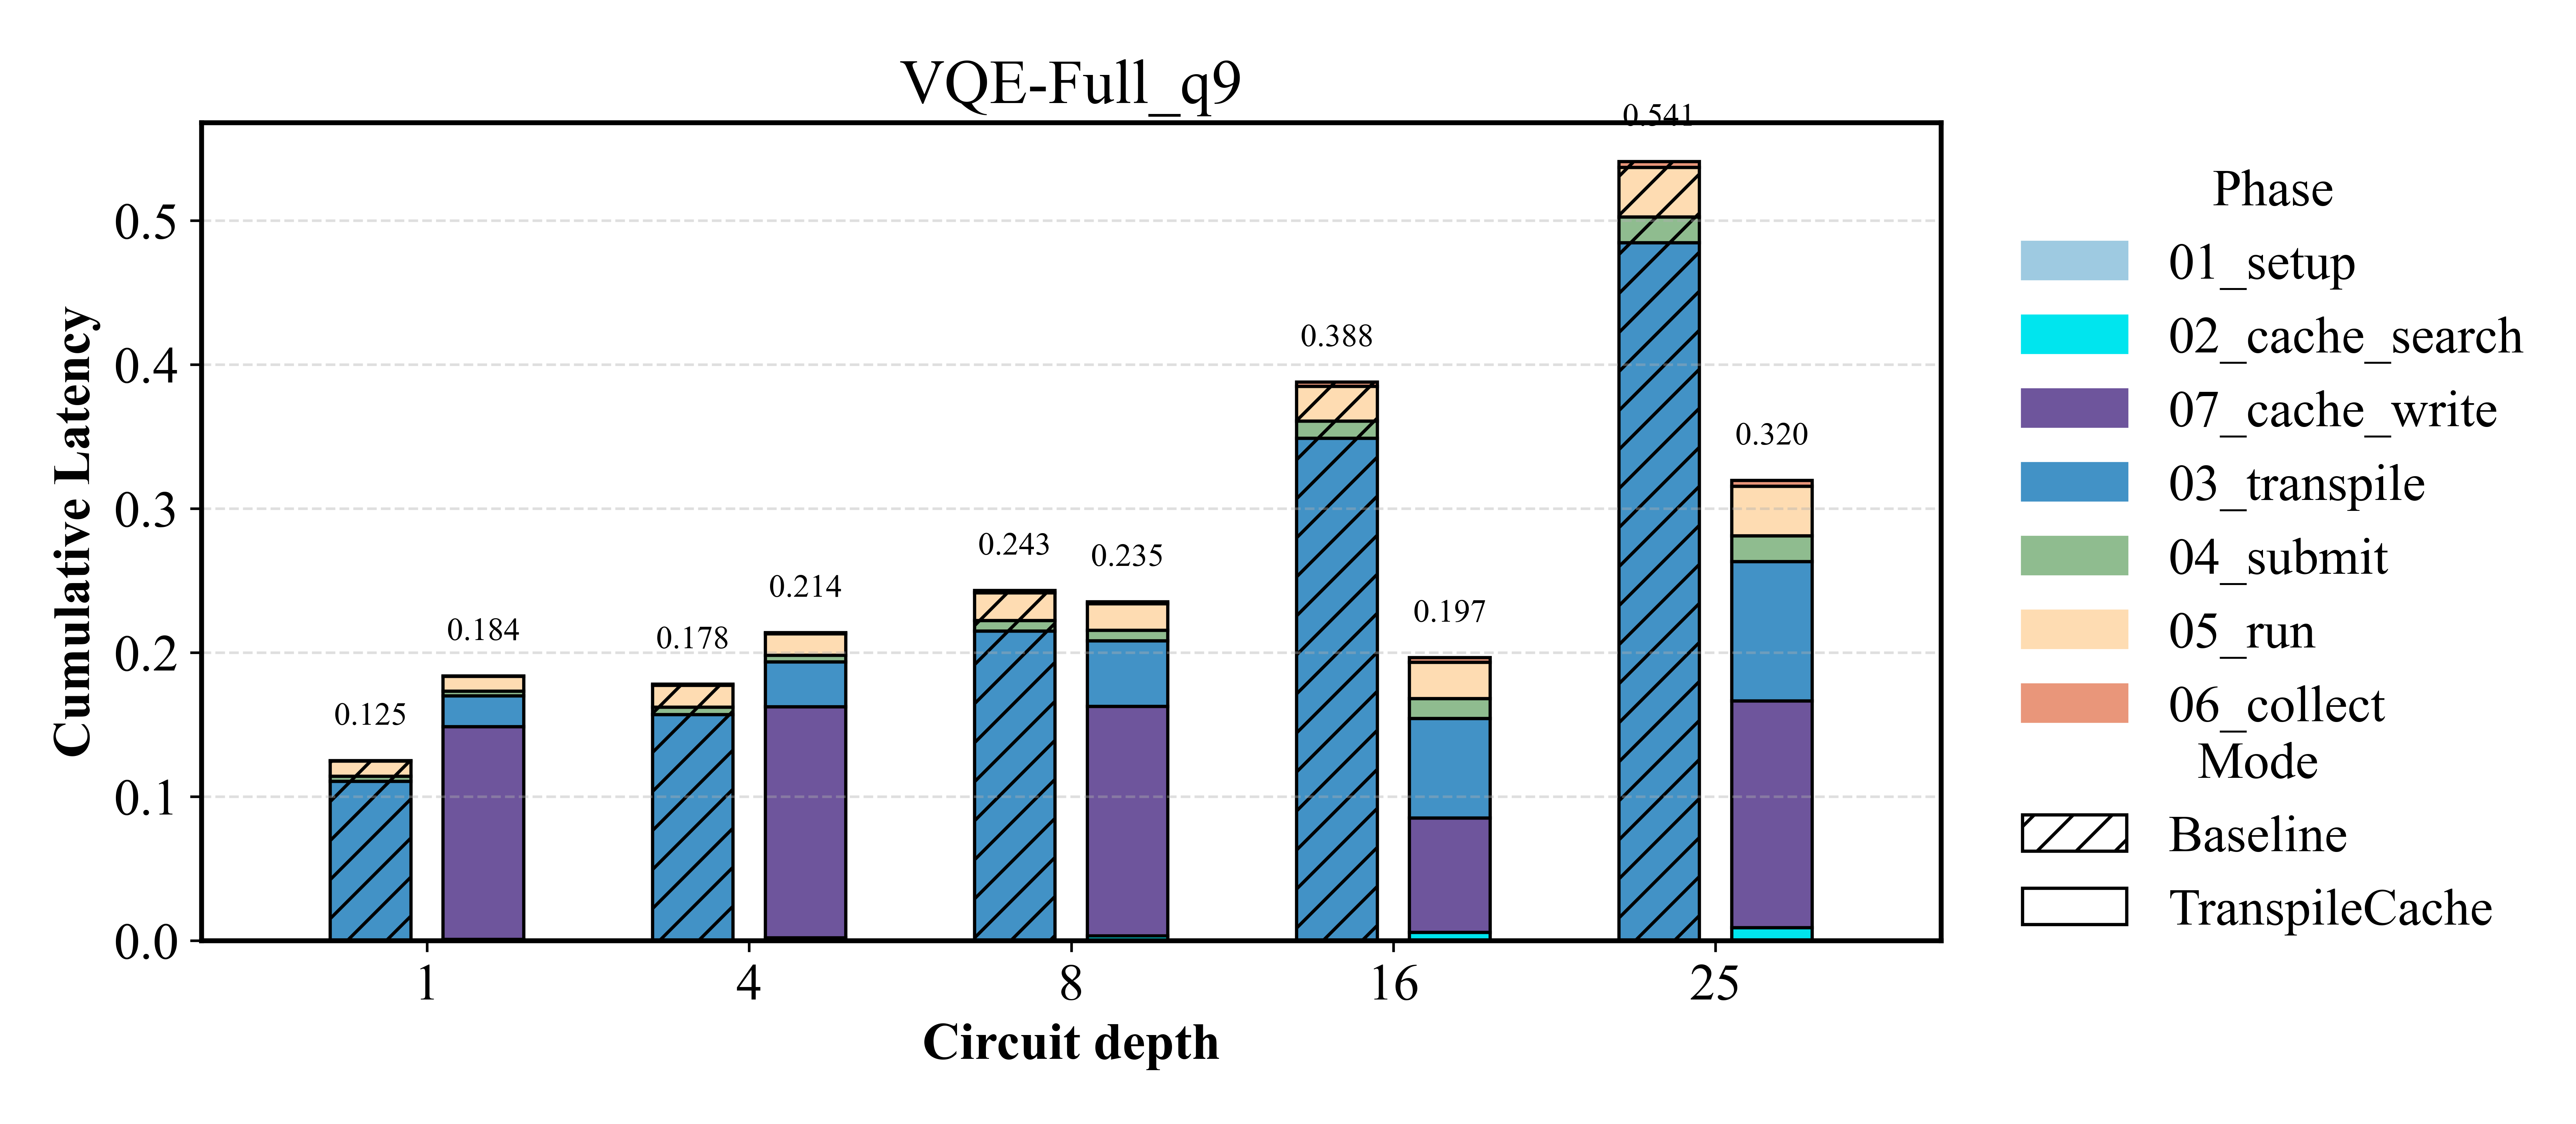 VQE-Full_q9
Cumulative Latency
0.5
0.4
0.3
0.2
0.1
0.0
0.125
0.184
0.178
0.214
0.243
0.235
0.388
0.197
0.541
0.320
1
4
8
16
25
Circuit depth
Phase
01_setup
02_cache_search
07_cache_write
03_transpile
04_submit
05_run
06_collect
Mode
Baseline
TranspileCache